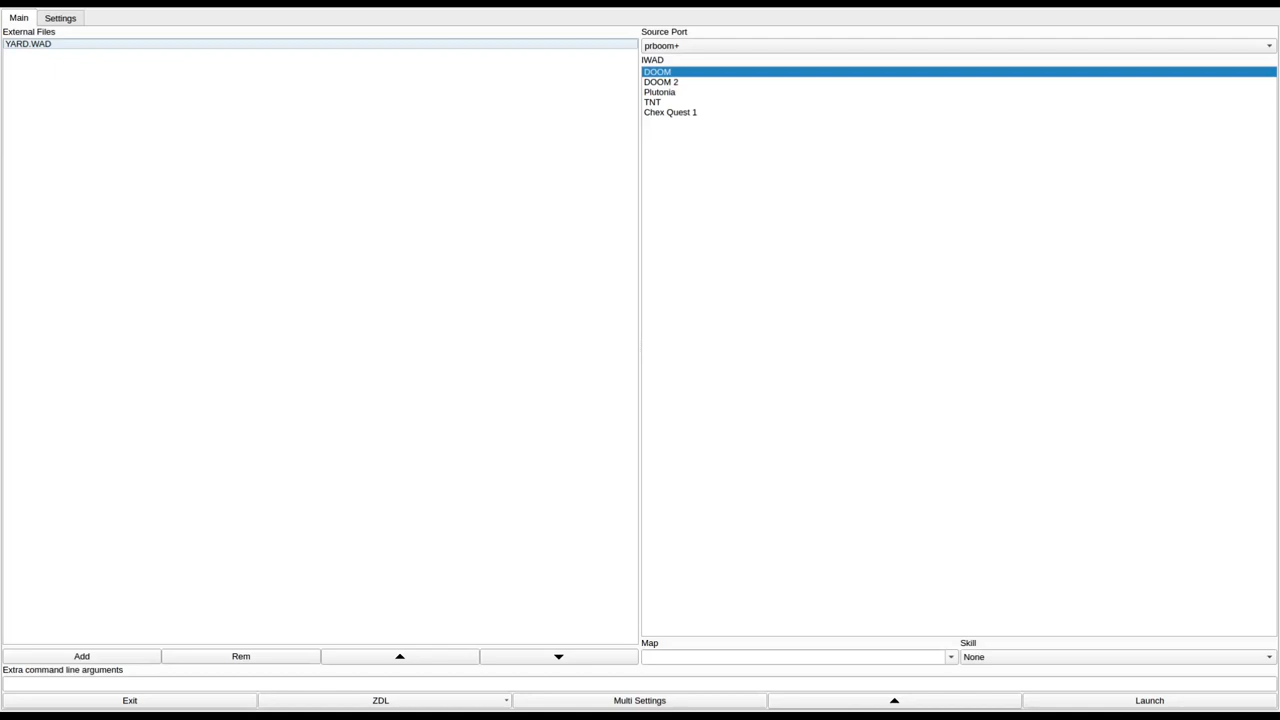 Main
Settings
External Files
YARD.WAD
Source Port
prboom+
IWAD
DOOM
DOOM 2
Plutonia
TNT
Chex Quest 1
Add
Rem
Map
Skill
None
Extra command line arguments
Exit
ZDL
Multi Settings
Launch